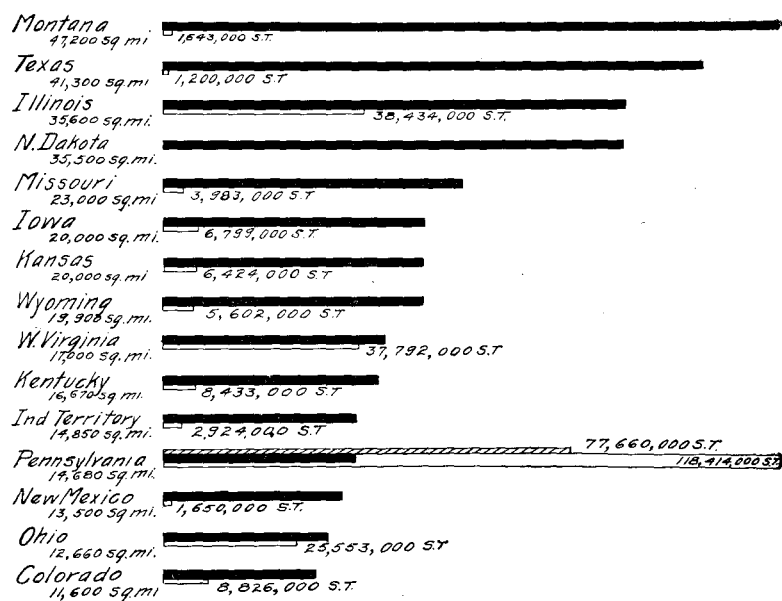 Montana
47,200 sq. mi.
1,643,000 S.T.
Texas
41,300 sq. mi.
1,200,000 S.T
Illinois
35,600 sq. mi.
38,434,000 S.T.
N. Dakota
35,500 sq. mi.
Missouri
23,000 sq. mi.
3,983,000 S.T.
Iowa
20,000 sq. mi.
6,799,000 S.T.
Kansas
20,000 sq. mi
6,424,000 S.T.
Wyoming
19,900 sq. mi.
5,602,000 S.T.
W. Virginia
17,000 sq. mi.
37,792,000 S.T
Kentucky
16,670 sq. mi.
8,433,000 S.T
Ind Territory
14,850 sq. mi.
2,924,000 S.T
77,660,000 S.T.
Pennsylvania
14,680 sq. mi.
118,414,000 S.T.
New Mexico
13,500 sq. mi.
1,650,000 S.T.
Ohio
12,660 sq. mi.
25,553,000 S.T
Colorado
11,600 sq. mi
8,826,000 S.T